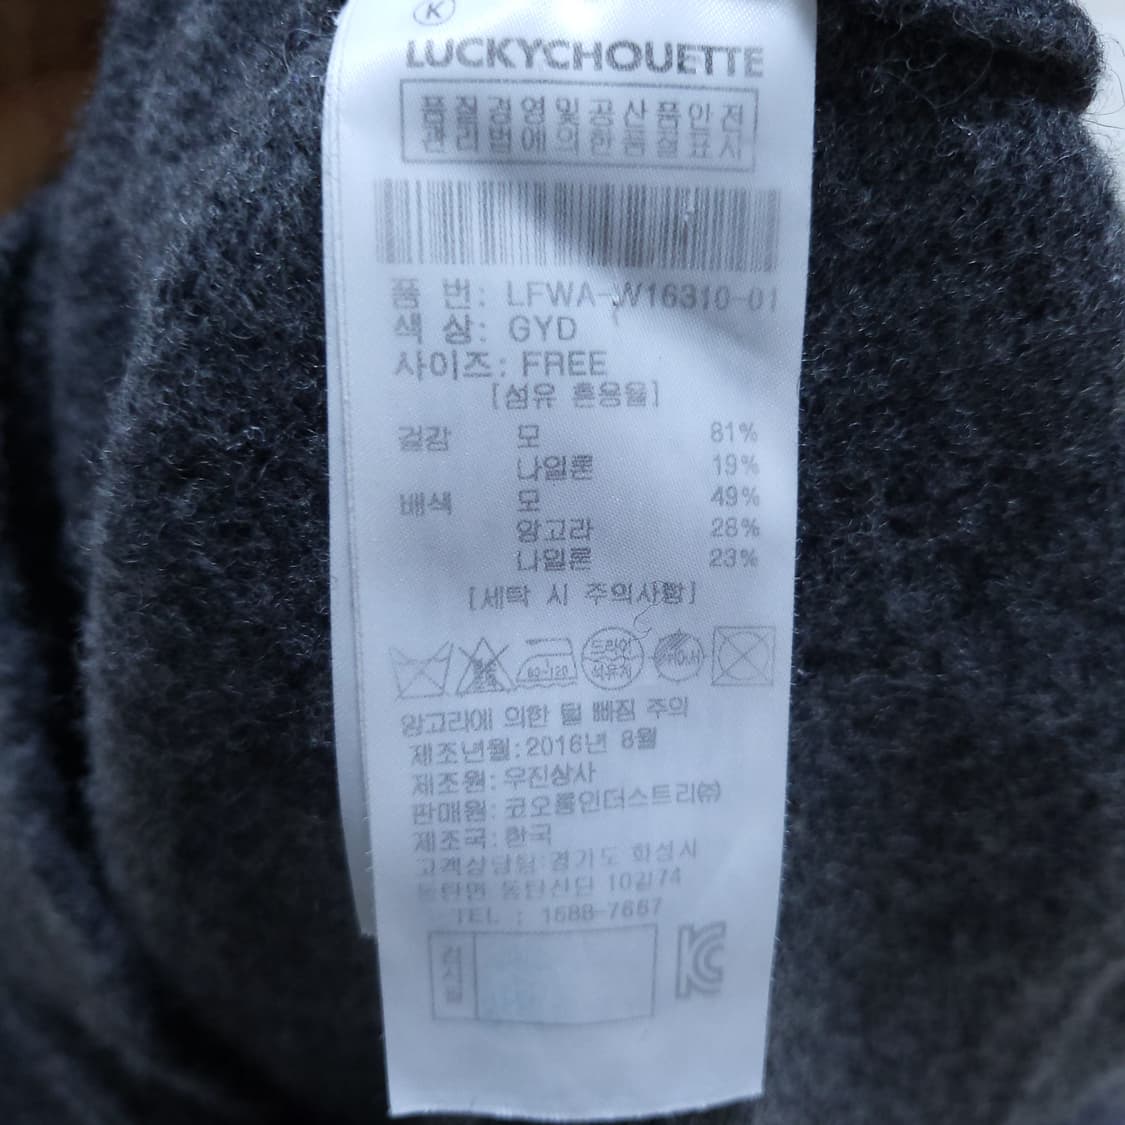 K
LUCKYCHOUETTE
품질경영및공산품안전
관리법에의한품질표시
품 번: LFWA-W16310-01
색 상: GYD
사이즈: FREE
[섬유 혼용율]
겉감 모 81%
나일론 19%
배색 모 49%
앙고라 28%
나일론 23%
[세탁 시 주의사항]
80~120 드라이 석유계
앙고라에 의한 털 빠짐 주의
제조년월:2016년 8월
제조원:우진상사
판매원:코오롱인더스트리㈜
제조국:한국
고객상담팀:경기도 화성시
동탄면 동탄산단 10길74
TEL : 1588-7667
KC